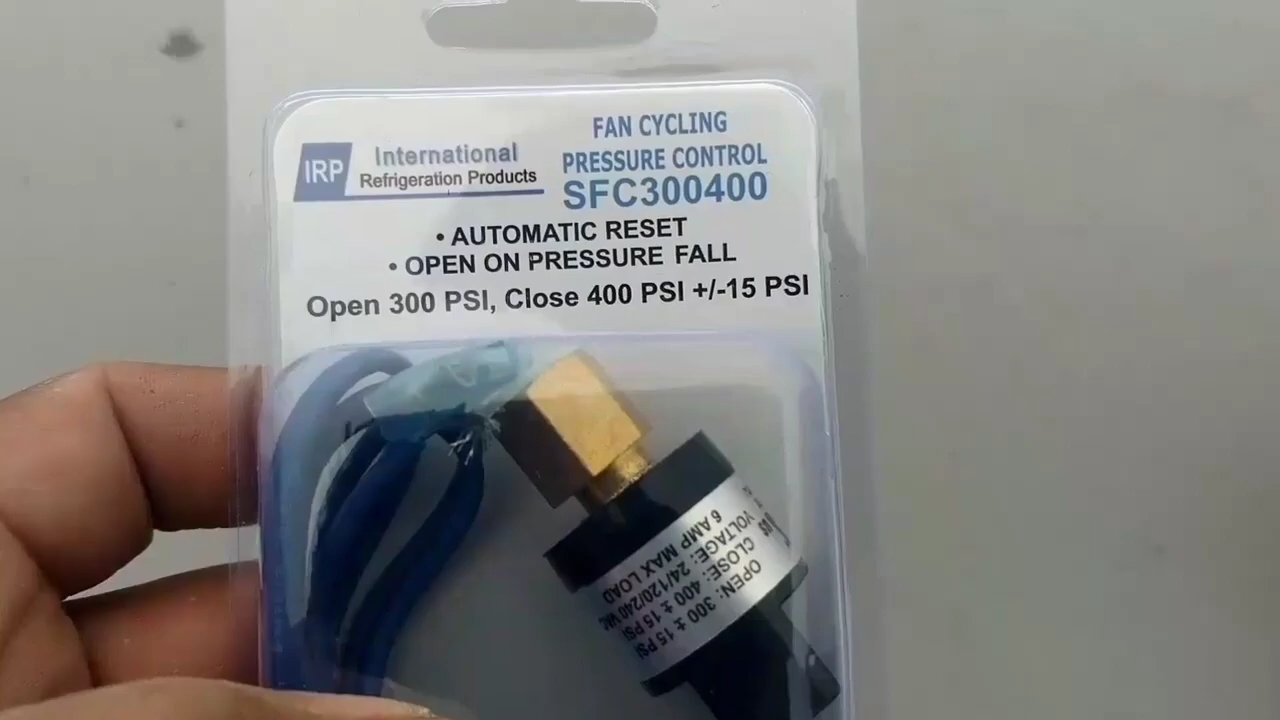 IRP
International
Refrigeration Products
FAN CYCLING
PRESSURE CONTROL
SFC300400
• AUTOMATIC RESET
• OPEN ON PRESSURE FALL
Open 300 PSI, Close 400 PSI +/-15 PSI
OPEN: 300 ± 15 PSI
CLOSE: 400 ± 15 PSI
VOLTAGE: 24/120/240 VAC
6 AMP MAX LOAD